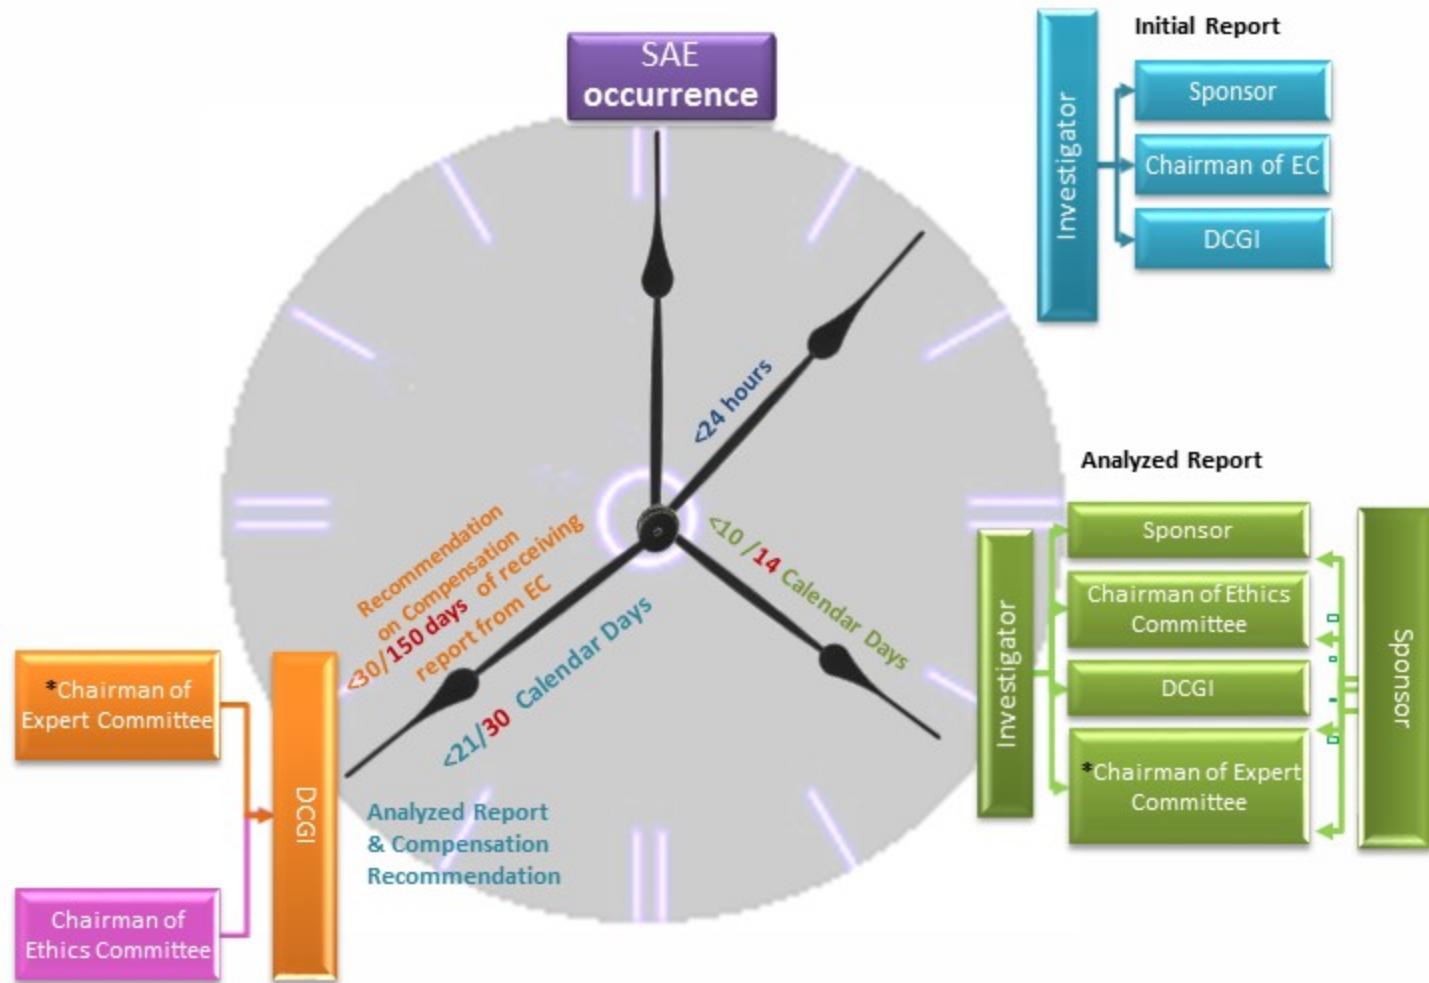 SAE
occurrence
Initial Report
Investigator
Sponsor
Chairman of EC
DCGI
<24 hours
Analyzed Report
<10 /14 Calendar Days
Investigator
Sponsor
Chairman of Ethics
Committee
DCGI
*Chairman of Expert
Committee
Sponsor
Recommendation
on Compensation
<30/150 days of receiving
report from EC
<21/30 Calendar Days
Analyzed Report
& Compensation
Recommendation
*Chairman of
Expert Committee
DCGI
Chairman of
Ethics Committee